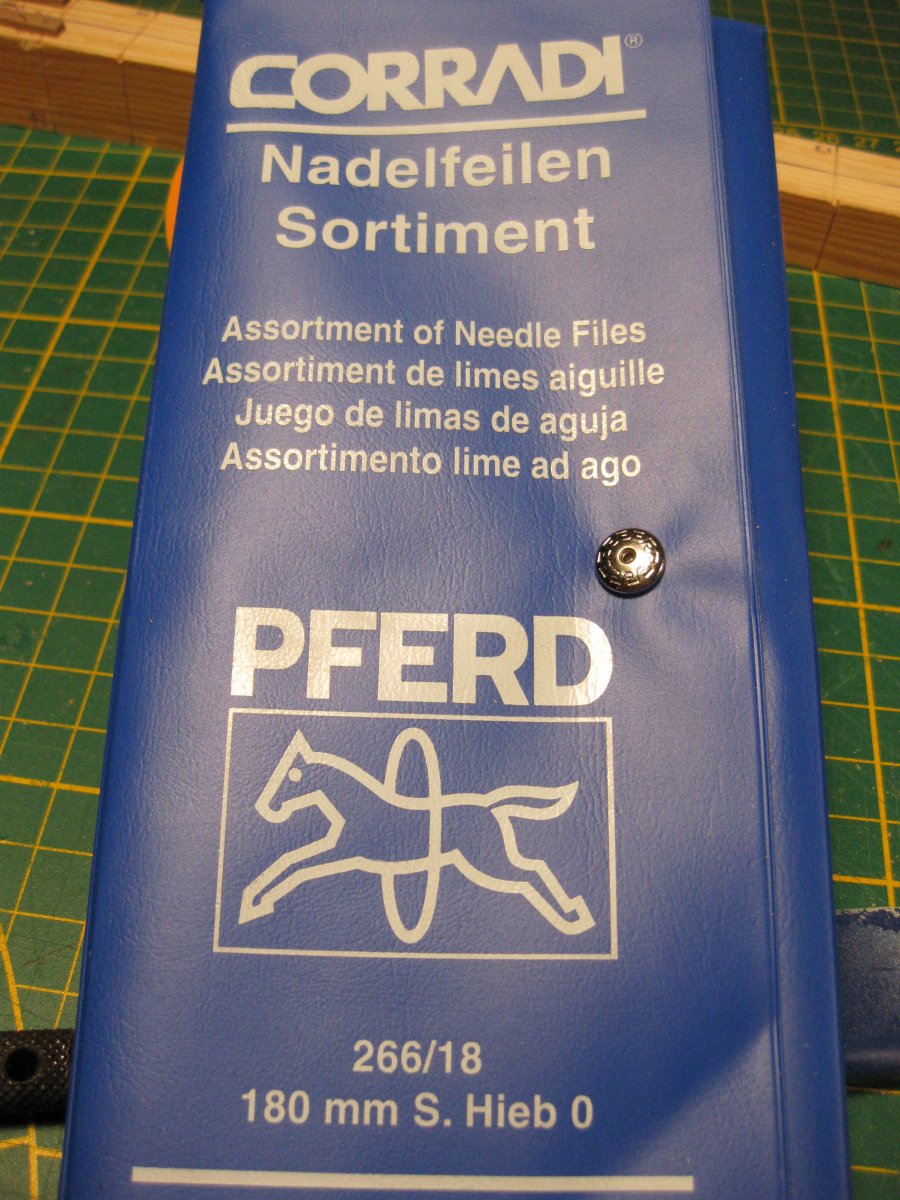 CORRADI®
Nadelfeilen
Sortiment
Assortment of Needle Files
Assortiment de limes aiguille
Juego de limas de aguja
Assortimento lime ad ago
PFERD
266/18
180 mm S. Hieb 0